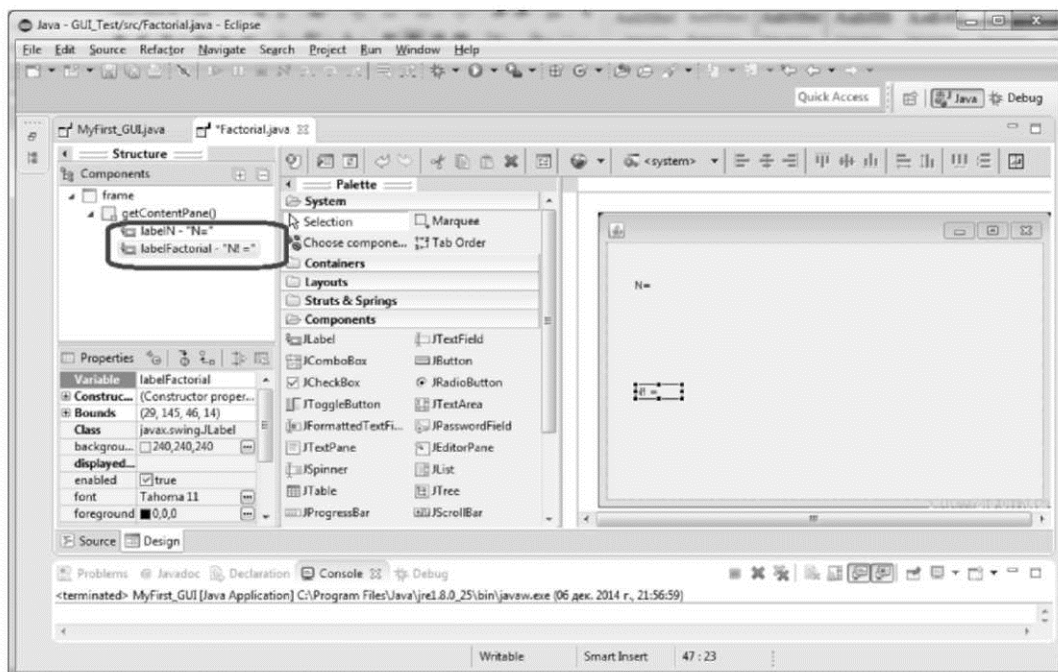 Java - GUI_Test/src/Factorial.java - Eclipse
File Edit Source Refactor Navigate Search Project Run Window Help
Quick Access Java Debug
MyFirst_GUI.java *Factorial.java
Structure
Components
frame
getContentPane()
labelN - "N="
labelFactorial - "N! ="
Properties
Variable labelFactorial
Construc... (Constructor proper...
Bounds (29, 145, 46, 14)
Class javax.swing.JLabel
backgrou... 240,240,240
displayed...
enabled true
font Tahoma 11
foreground 0,0,0
<system>
Palette
System
Selection Marquee
Choose compone... Tab Order
Containers
Layouts
Struts & Springs
Components
JLabel JTextField
JComboBox JButton
JCheckBox JRadioButton
JToggleButton JTextArea
JFormattedTextFi... JPasswordField
JTextPane JEditorPane
JSpinner JList
JTable JTree
JProgressBar JScrollBar
N=
Source Design
Problems Javadoc Declaration Console Debug
<terminated> MyFirst_GUI [Java Application] C:\Program Files\Java\jre1.8.0_25\bin\javaw.exe (06 дек. 2014 г., 21:56:59)
Writable Smart Insert 47 : 23